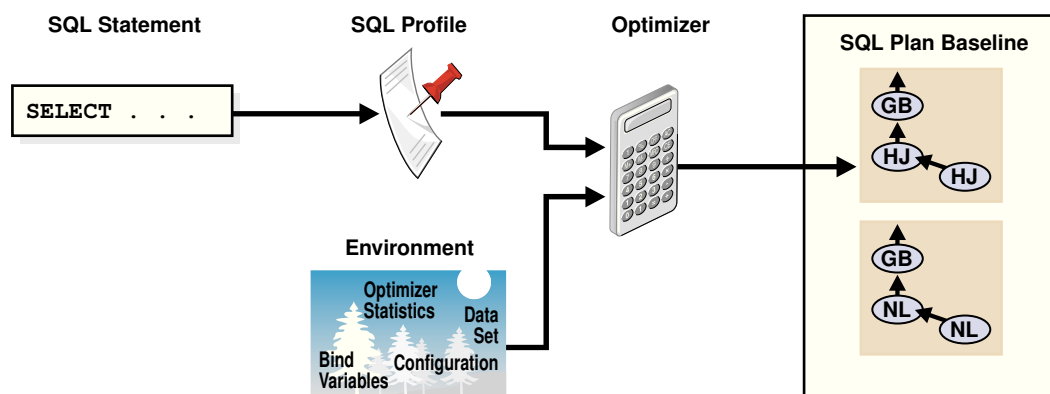 SQL Statement
SQL Profile
Optimizer
SQL Plan Baseline
SELECT . . .
GB
HJ
HJ
Environment
Optimizer
Statistics
Data
Set
Bind
Variables
Configuration
GB
NL
NL